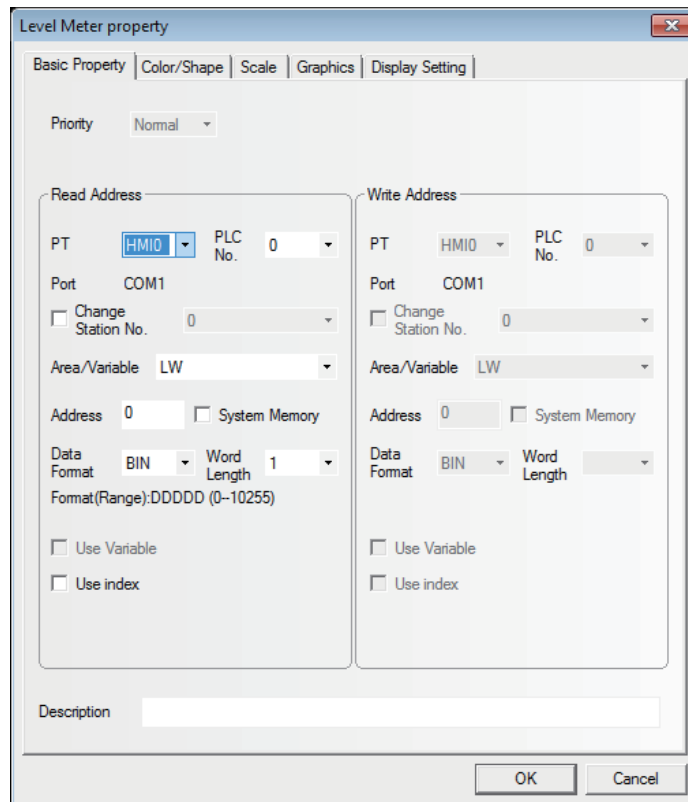 Level Meter property
Basic Property Color/Shape Scale Graphics Display Setting
Priority Normal
Read Address
PT HMI0 PLC No. 0
Port COM1
Change Station No. 0
Area/Variable LW
Address 0 System Memory
Data Format BIN Word Length 1
Format(Range):DDDDD (0--10255)
Use Variable
Use index
Write Address
PT HMI0 PLC No. 0
Port COM1
Change Station No. 0
Area/Variable LW
Address 0 System Memory
Data Format BIN Word Length
Use Variable
Use index
Description
OK Cancel